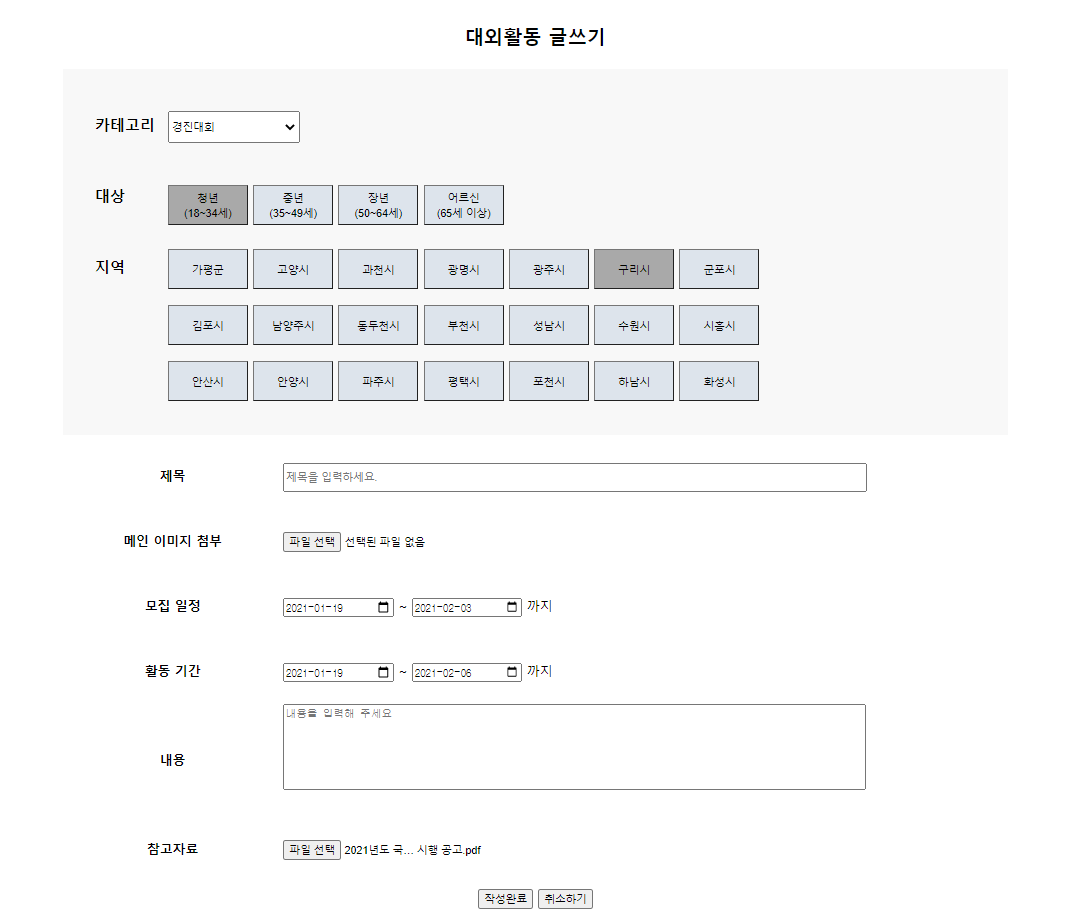 대외활동 글쓰기
카테고리 경진대회
대상 청년 중년 장년 어르신
(18~34세) (35~49세) (50~64세) (65세 이상)
지역 가평군 고양시 과천시 광명시 광주시 구리시 군포시
김포시 남양주시 동두천시 부천시 성남시 수원시 시흥시
안산시 안양시 파주시 평택시 포천시 하남시 화성시
제목 제목을 입력하세요.
메인 이미지 첨부 파일 선택 선택된 파일 없음
모집 일정 2021-01-19 ~ 2021-02-03 까지
활동 기간 2021-01-19 ~ 2021-02-06 까지
내용을 입력해 주세요
내용
참고자료 파일 선택 2021년도 국... 시행 공고.pdf
작성완료 취소하기